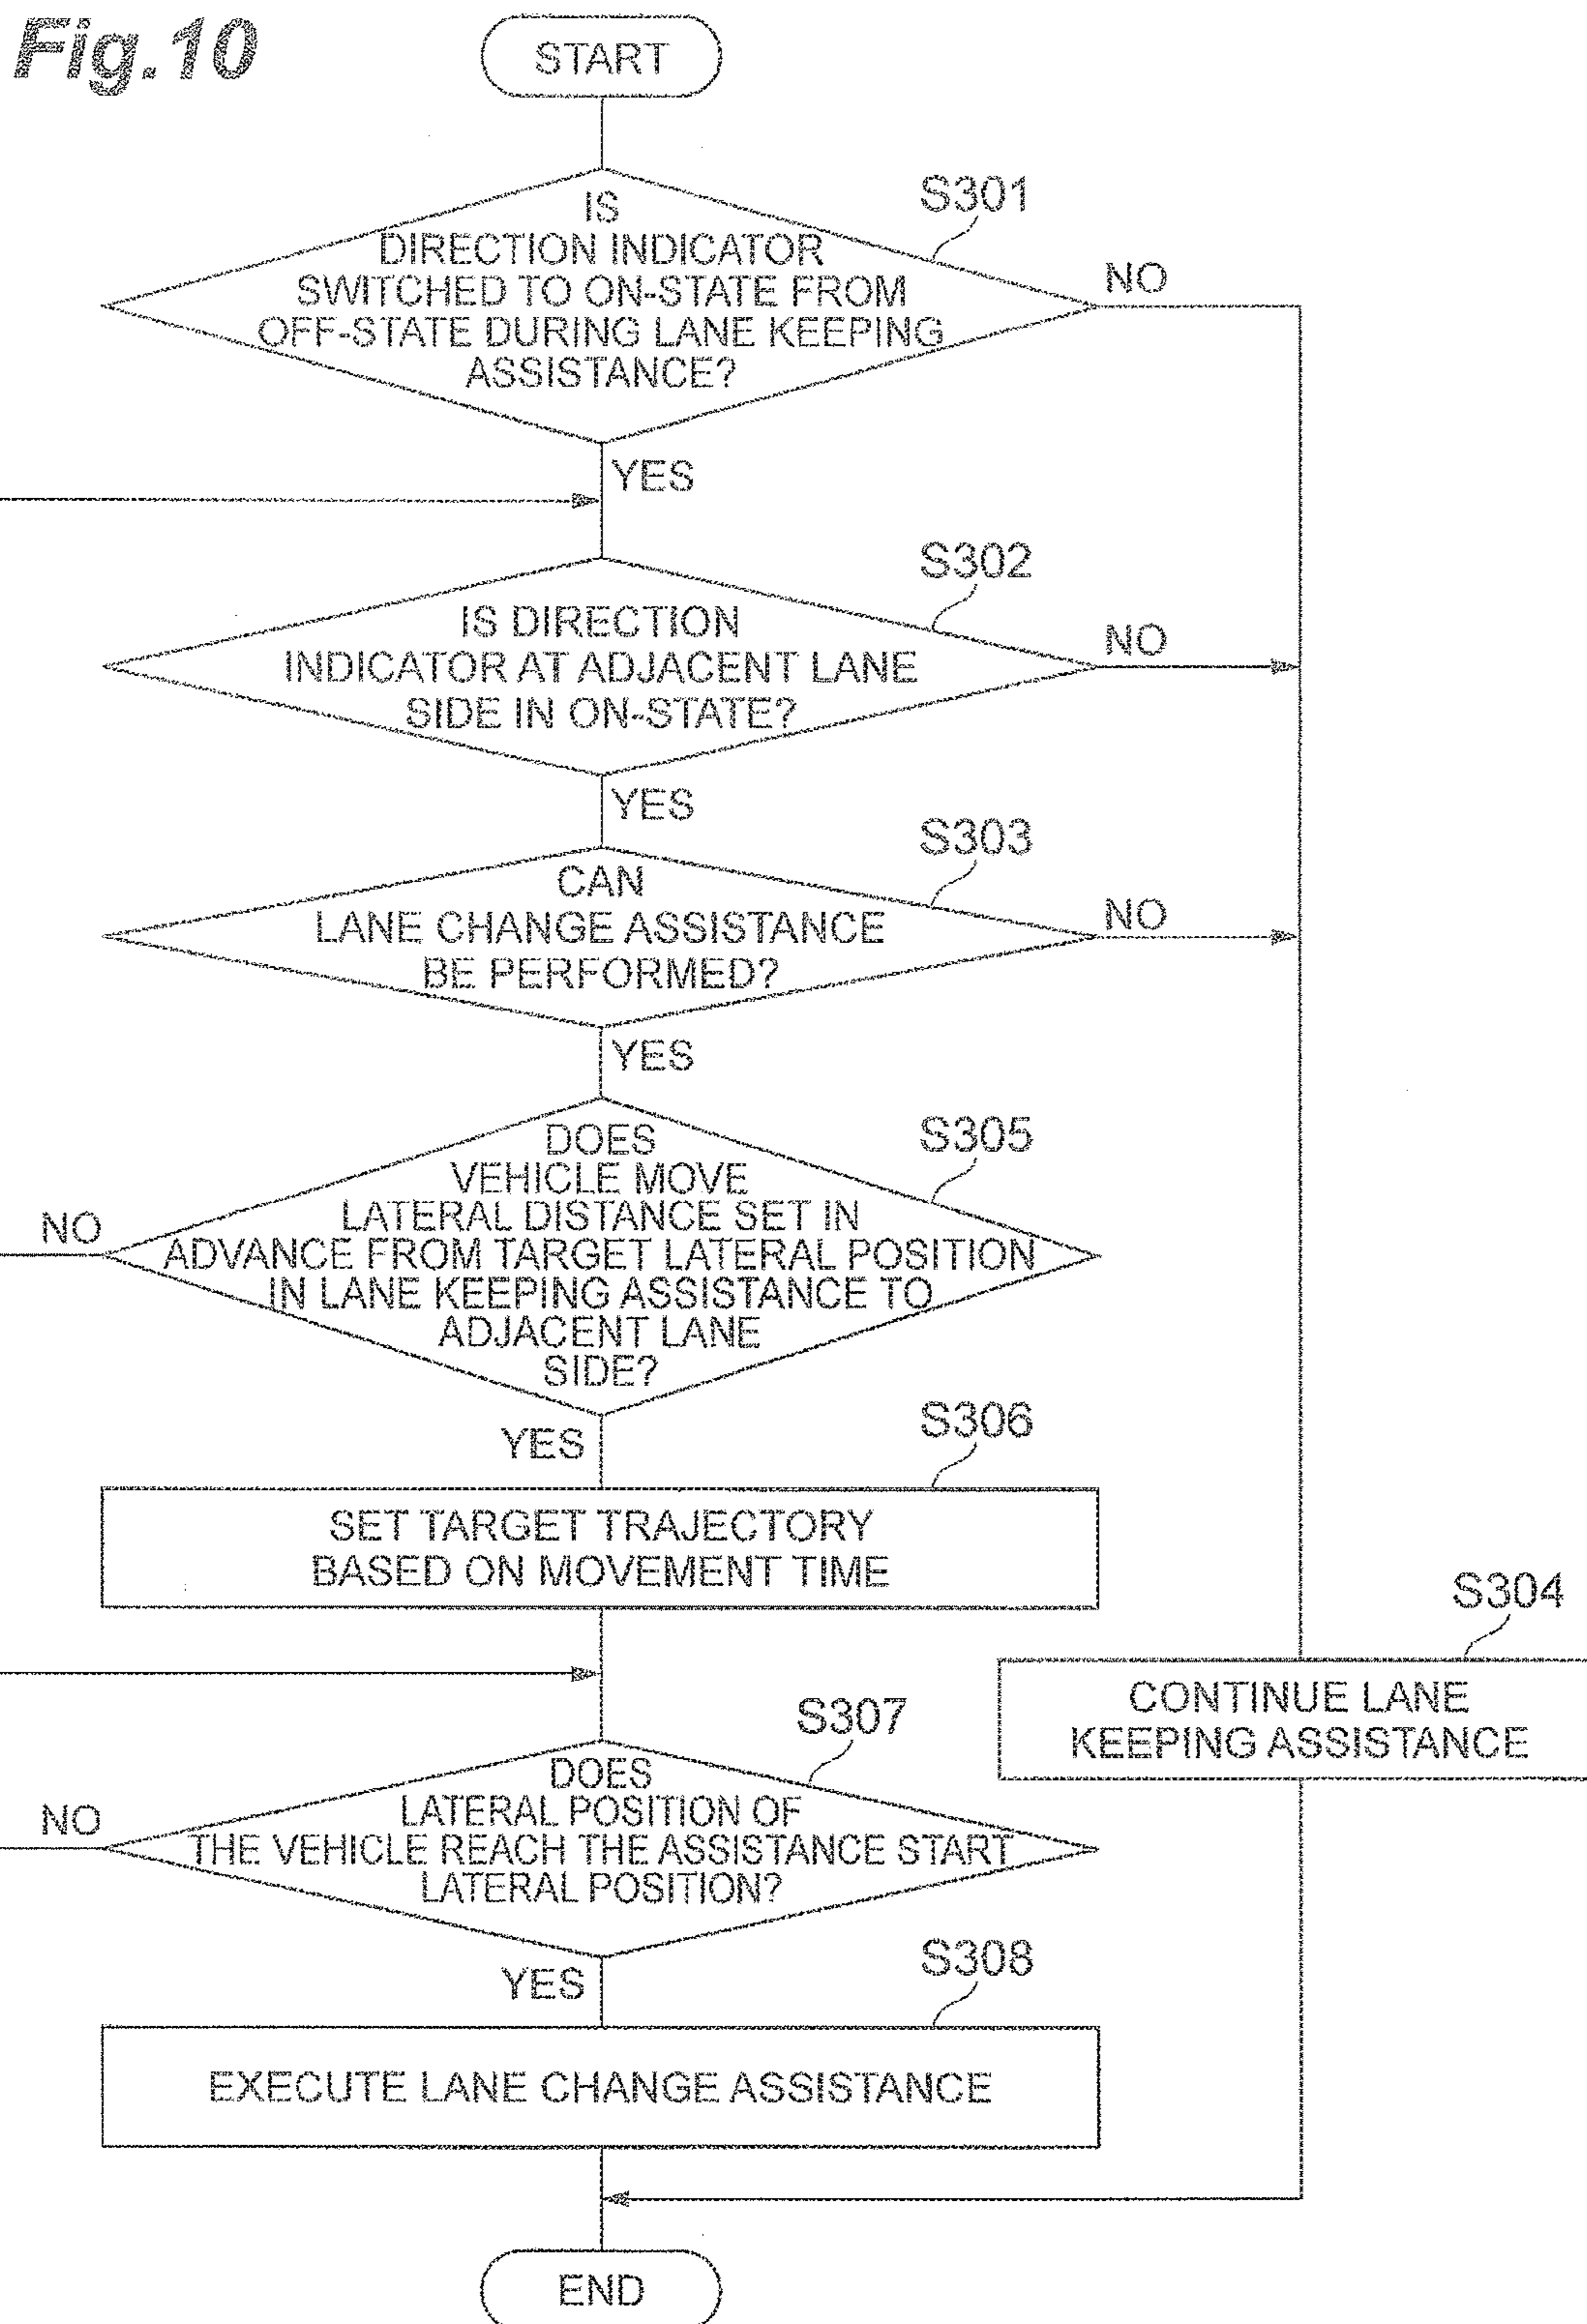 Fig.10
START
S301
IS
DIRECTION INDICATOR
SWITCHED TO ON-STATE FROM
OFF-STATE DURING LANE KEEPING
ASSISTANCE?
NO
YES
S302
IS DIRECTION
INDICATOR AT ADJACENT LANE
SIDE IN ON-STATE?
NO
YES
S303
CAN
LANE CHANGE ASSISTANCE
BE PERFORMED?
NO
YES
S305
DOES
VEHICLE MOVE
LATERAL DISTANCE SET IN
ADVANCE FROM TARGET LATERAL POSITION
IN LANE KEEPING ASSISTANCE TO
ADJACENT LANE
SIDE?
NO
YES
S306
SET TARGET TRAJECTORY
BASED ON MOVEMENT TIME
S304
CONTINUE LANE
KEEPING ASSISTANCE
S307
DOES
LATERAL POSITION OF
THE VEHICLE REACH THE ASSISTANCE START
LATERAL POSITION?
NO
YES
S308
EXECUTE LANE CHANGE ASSISTANCE
END